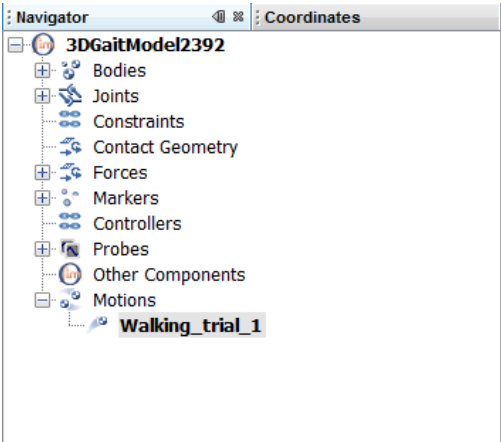 Navigator Coordinates
3DGaitModel2392
Bodies
Joints
Constraints
Contact Geometry
Forces
Markers
Controllers
Probes
Other Components
Motions
Walking_trial_1